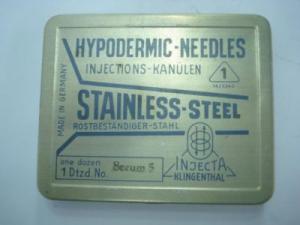 HYPODERMIC-NEEDLES
INJECTIONS-KANULEN
1
MADE IN GERMANY
STAINLESS-STEEL
ROSTBESTÄNDIGER-STAHL
one dozen
1 Dtzd. No.
Serum 5
INJECTA
KLINGENTHAL